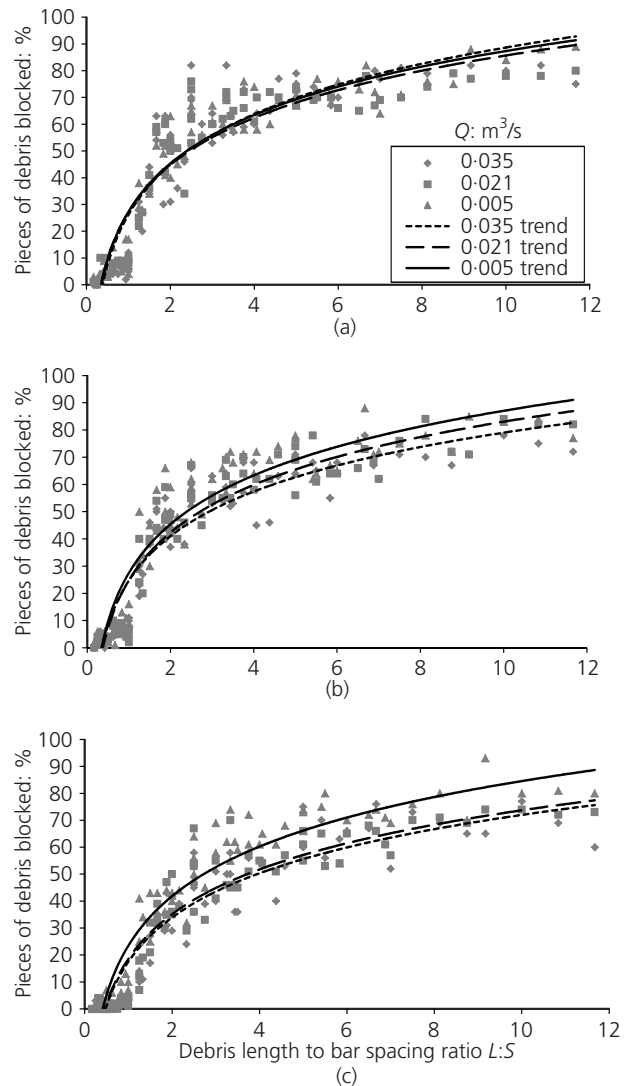 100
90
80
70
60
50
40
30
20
10
0
Pieces of debris blocked: %
Q: m³/s
0·035
0·021
0·005
0·035 trend
0·021 trend
0·005 trend
0 2 4 6 8 10 12
(a)
100
90
80
70
60
50
40
30
20
10
0
Pieces of debris blocked: %
0 2 4 6 8 10 12
(b)
100
90
80
70
60
50
40
30
20
10
0
Pieces of debris blocked: %
0 2 4 6 8 10 12
Debris length to bar spacing ratio L:S
(c)